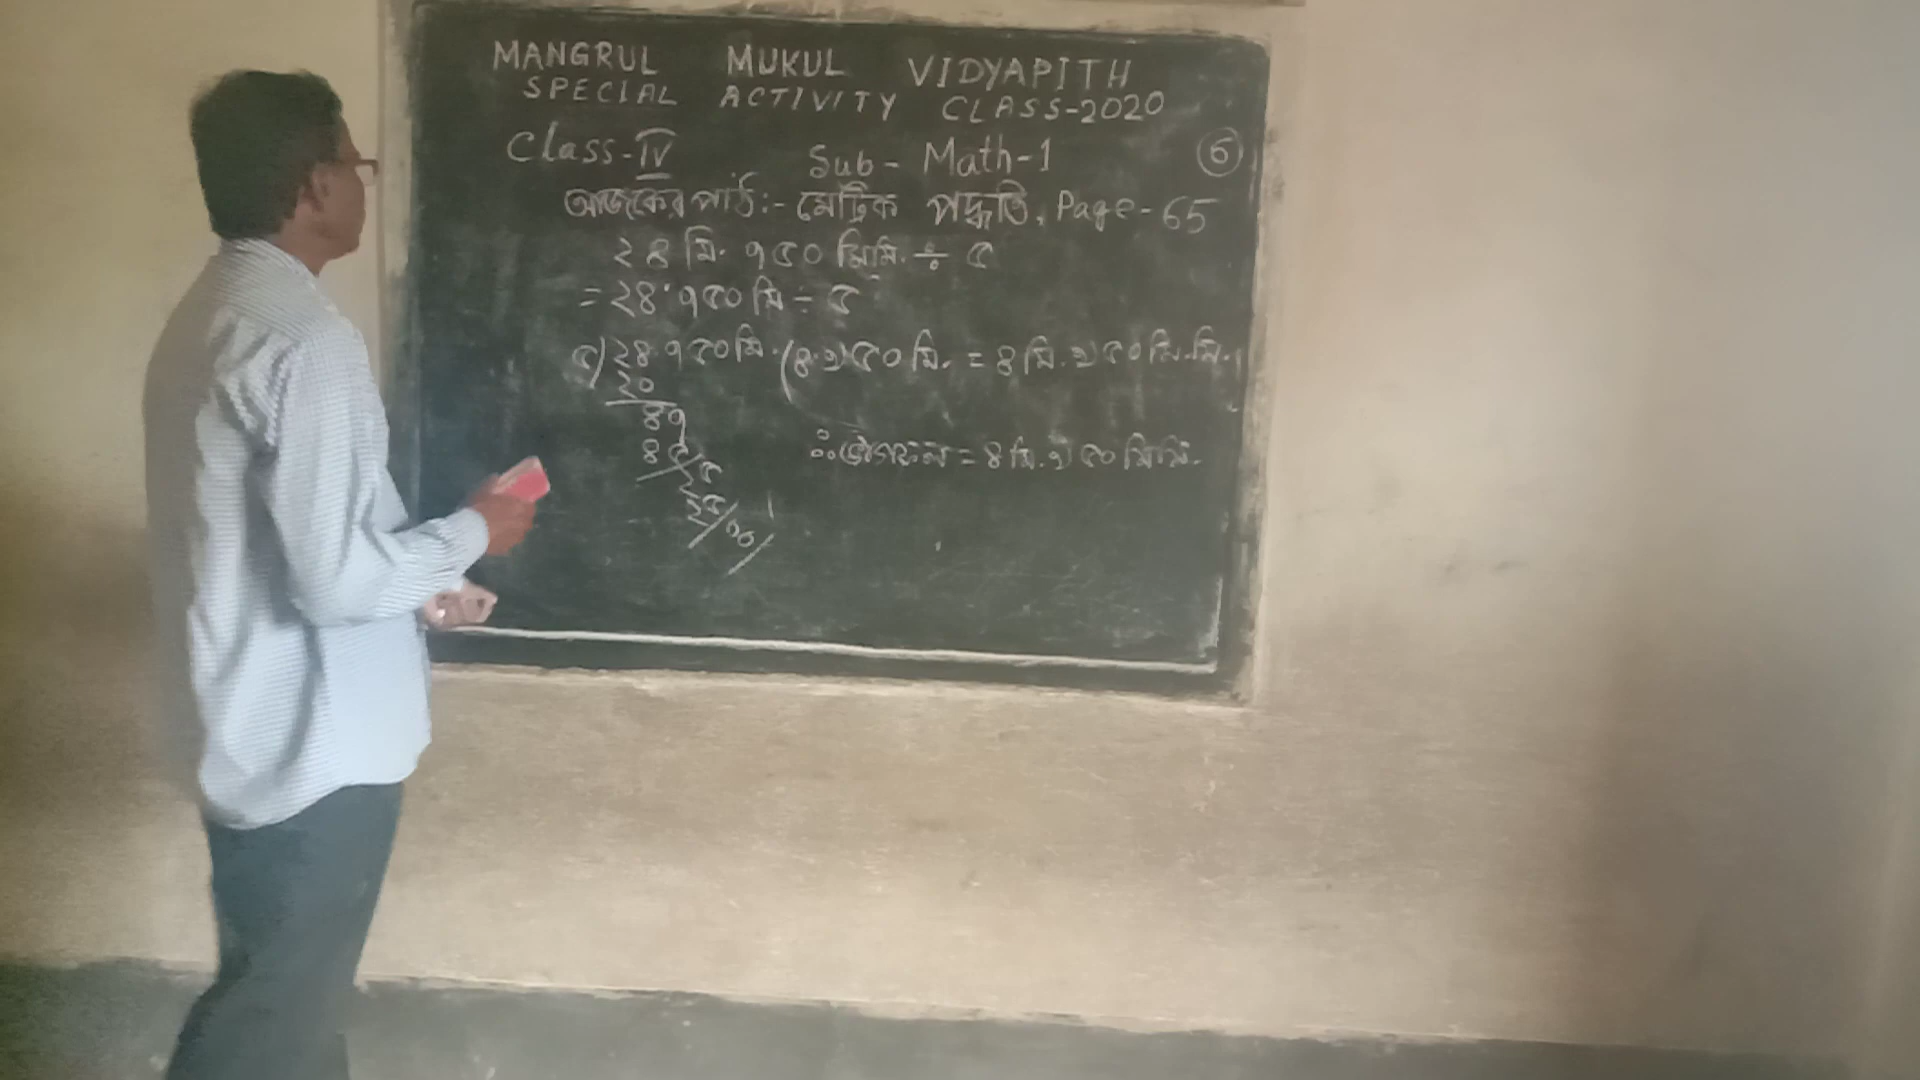 MANGRUL MUKUL VIDYAPITH
SPECIAL ACTIVITY CLASS-2020
Class-IV Sub- Math-1 6
আজকের পাঠ:- মেট্রিক পদ্ধতি, Page-65
২৪ মি. ৭৫০ মিমি. ÷ ৫
= ২৪.৭৫০ মি ÷ ৫
৫)২৪.৭৫০মি.(৪.৯৫০ মি. = ৪ মি. ৯৫০ মি.মি.
২০
৪৭
৪৫
২৫
২৫
০০
∴ ভাগফল = ৪ মি. ৯৫০ মিমি.